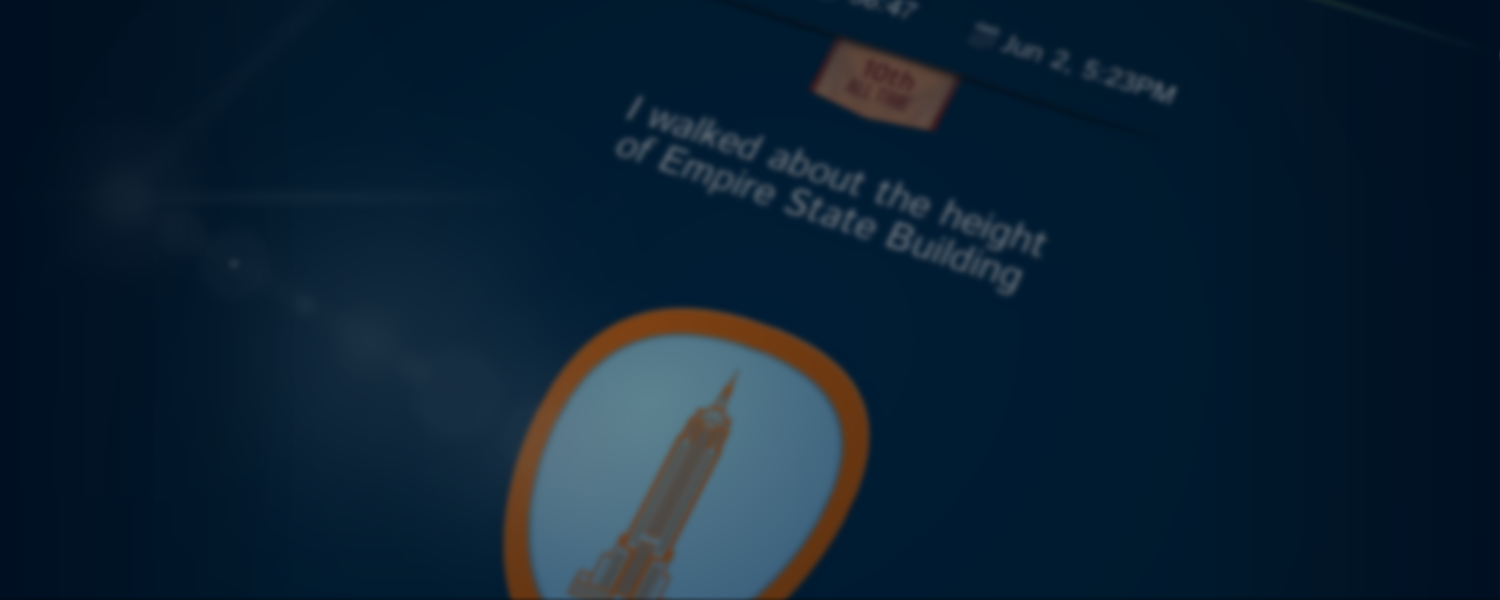 Jun 2, 5:23PM
10th
ALL TIME
I walked about the height
of Empire State Building